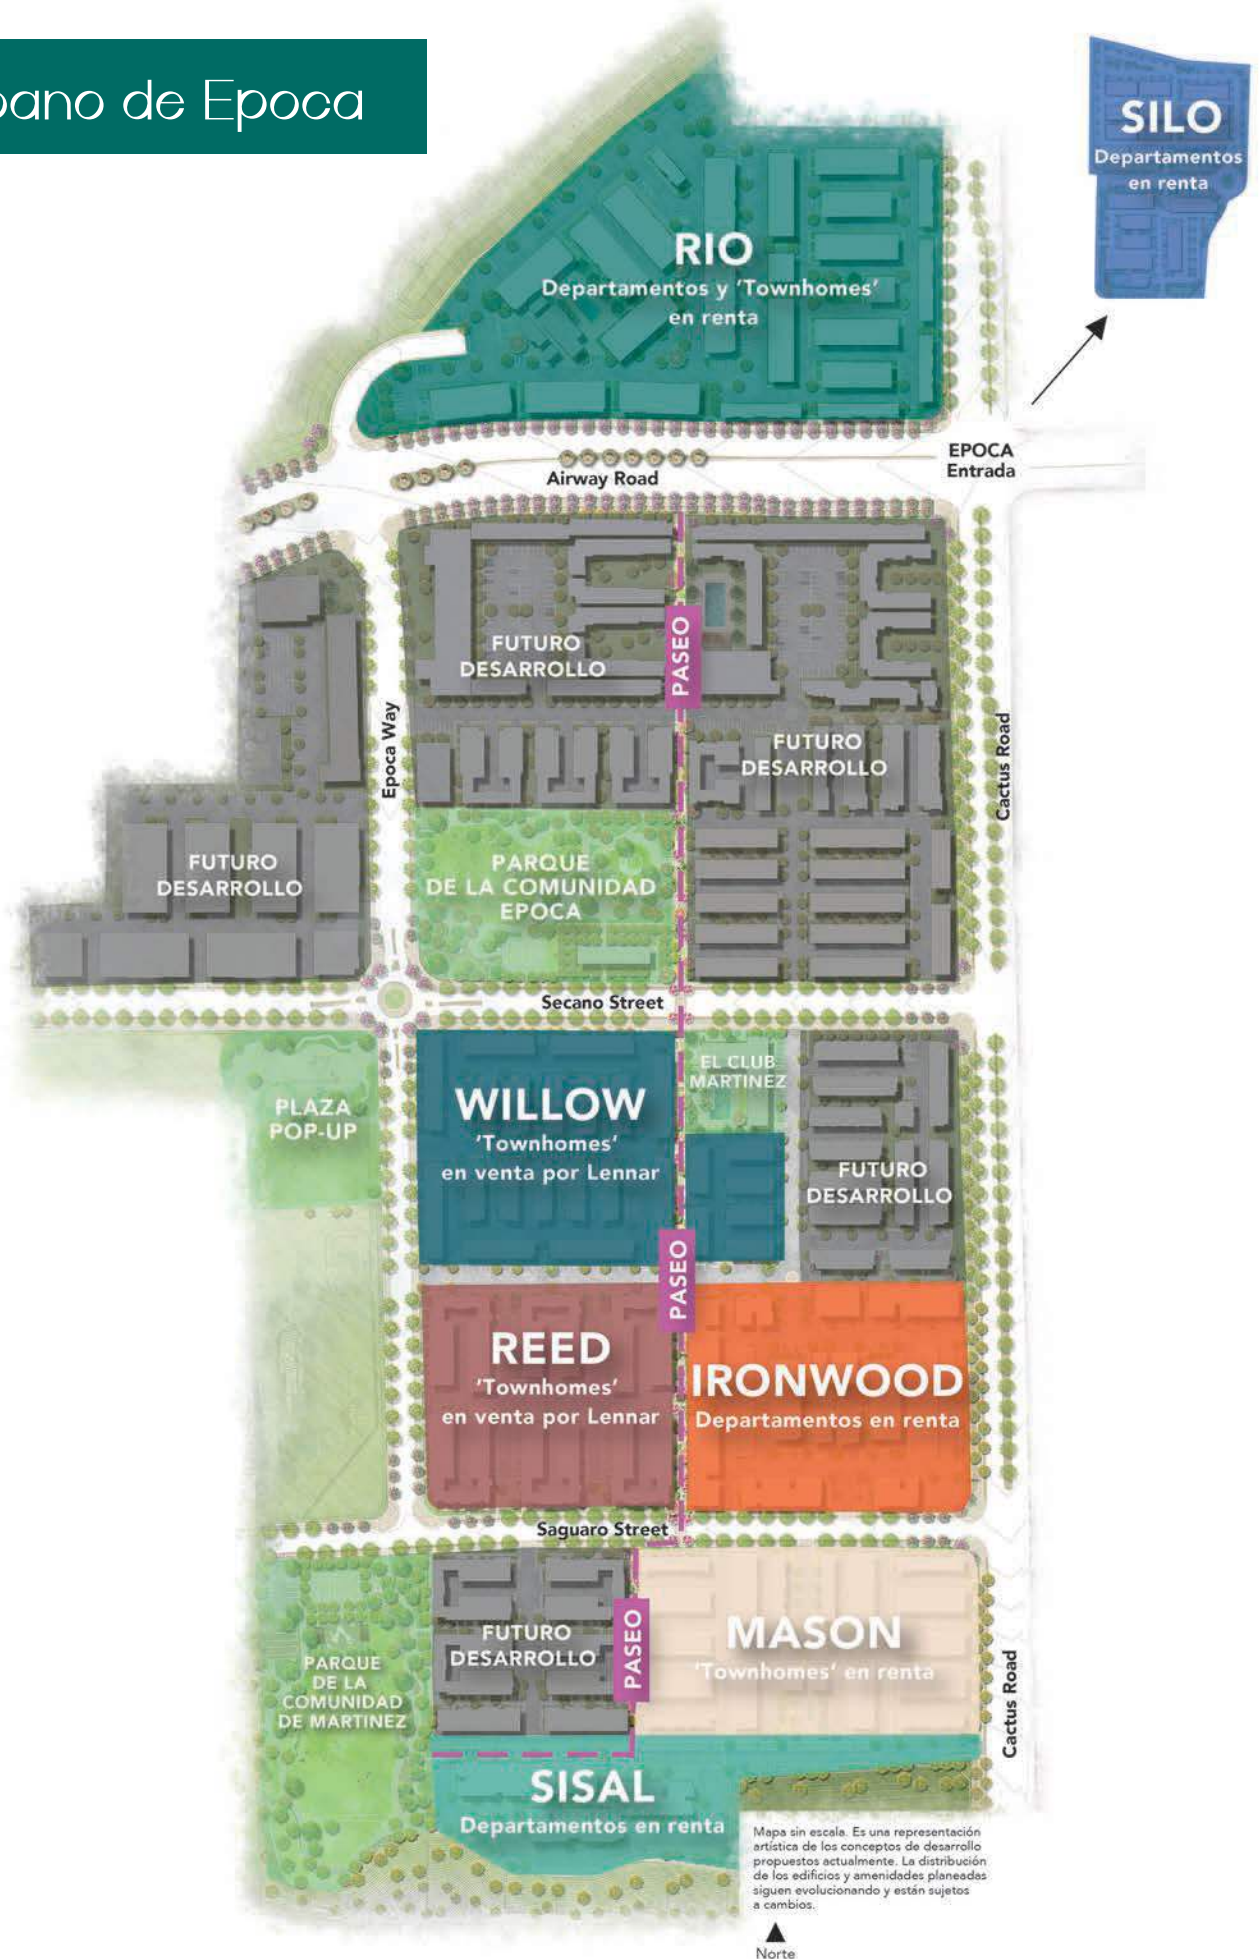 de Epoca
SILO
Departamentos
en renta
RIO
Departamentos y 'Townhomes'
en renta
EPOCA
Entrada
Airway Road
FUTURO
DESARROLLO
PASEO
Epoca Way
FUTURO
DESARROLLO
Cactus Road
FUTURO
DESARROLLO
PARQUE
DE LA COMUNIDAD
EPOCA
Secano Street
PLAZA
POP-UP
WILLOW
'Townhomes'
en venta por Lennar
EL CLUB
MARTINEZ
FUTURO
DESARROLLO
PASEO
REED
'Townhomes'
en venta por Lennar
IRONWOOD
Departamentos en renta
Saguaro Street
PARQUE
DE LA
COMUNIDAD
DE MARTINEZ
FUTURO
DESARROLLO
PASEO
MASON
'Townhomes' en renta
Cactus Road
SISAL
Departamentos en renta
Mapa sin escala. Es una representación
artística de los conceptos de desarrollo
propuestos actualmente. La distribución
de los edificios y amenidades planeadas
siguen evolucionando y están sujetos
a cambios.
Norte